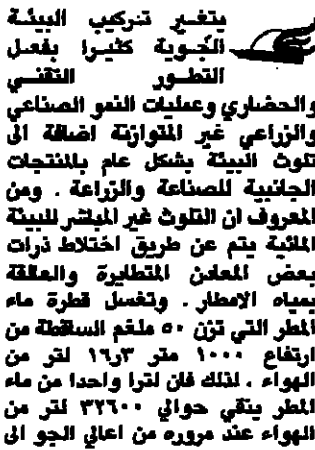 يتغير تركيب البيئة
الجوية كثيرا بفعل
التطور التقني
والحضاري وعمليات النمو الصناعي
والزراعي غير المتوازنة اضافة الى
تلوث البيئة بشكل عام بالمنتجات
الجانبية للصناعة والزراعة . ومن
المعروف ان التلوث غير المباشر للبيئة
المائية يتم عن طريق اختلاط ذرات
بعض المعادن المتطايرة والعالقة
بمياه الامطار . وتغسل قطرة ماء
المطر التي تزن ٥٠ ملغم الساقطة من
ارتفاع ١٠٠٠ متر ١٦٫٣ لتر من
الهواء . لذلك فان لترا واحدا من ماء
المطر ينقي حوالي ٣٢٦٠٠٠ لتر من
الهواء عند مروره من اعالي الجو الى